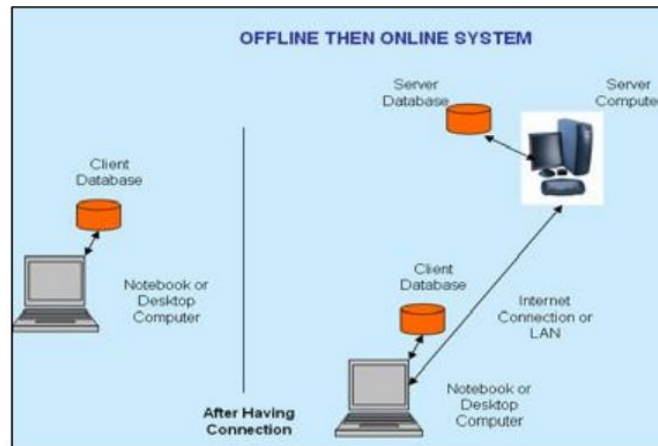 OFFLINE THEN ONLINE SYSTEM
Server
Database
Server
Computer
Client
Database
Notebook or
Desktop
Computer
Client
Database
Internet
Connection or
LAN
After Having
Connection
Notebook or
Desktop
Computer